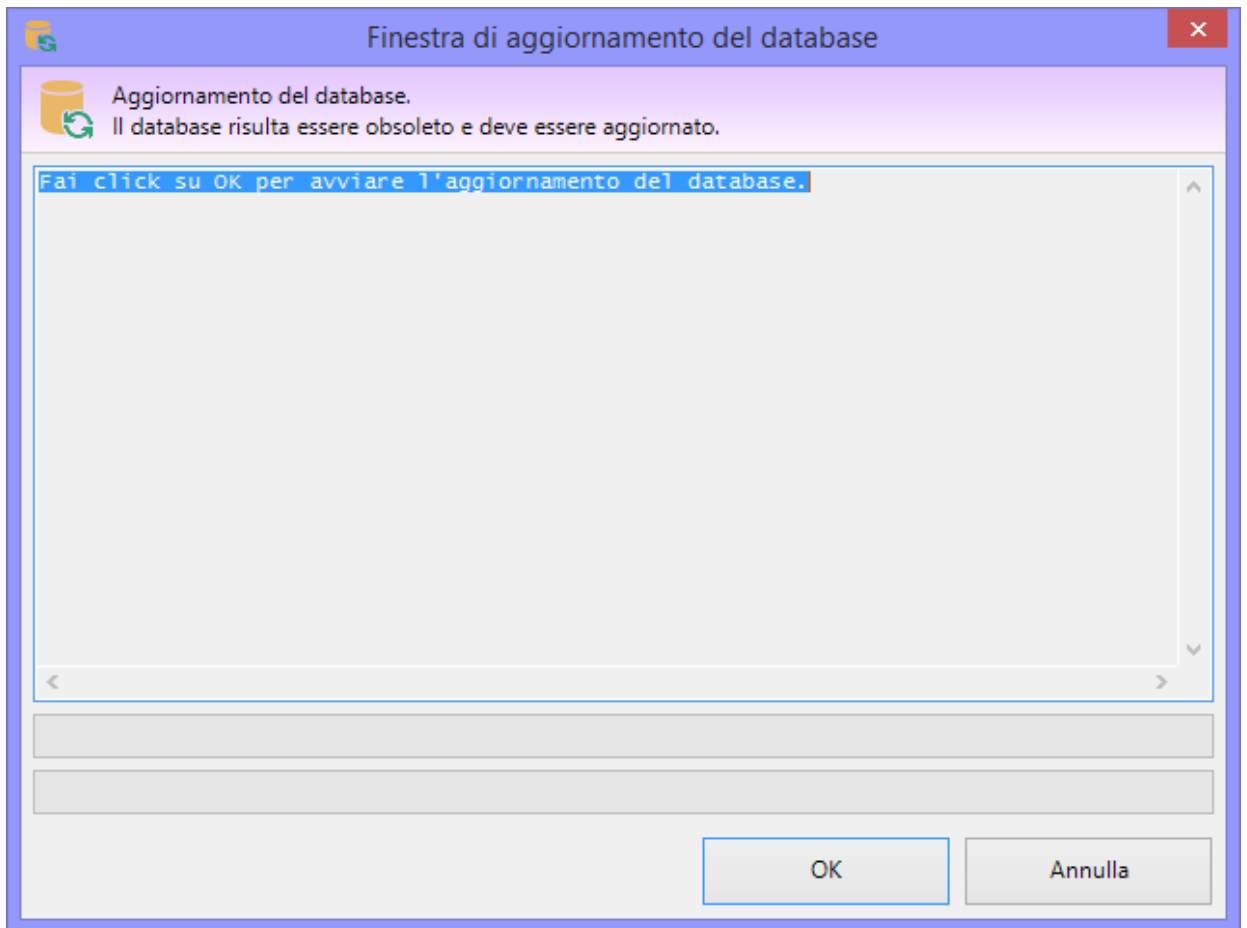 Finestra di aggiornamento del database
Aggiornamento del database.
Il database risulta essere obsoleto e deve essere aggiornato.
Fai click su OK per avviare l'aggiornamento del database.
OK
Annulla